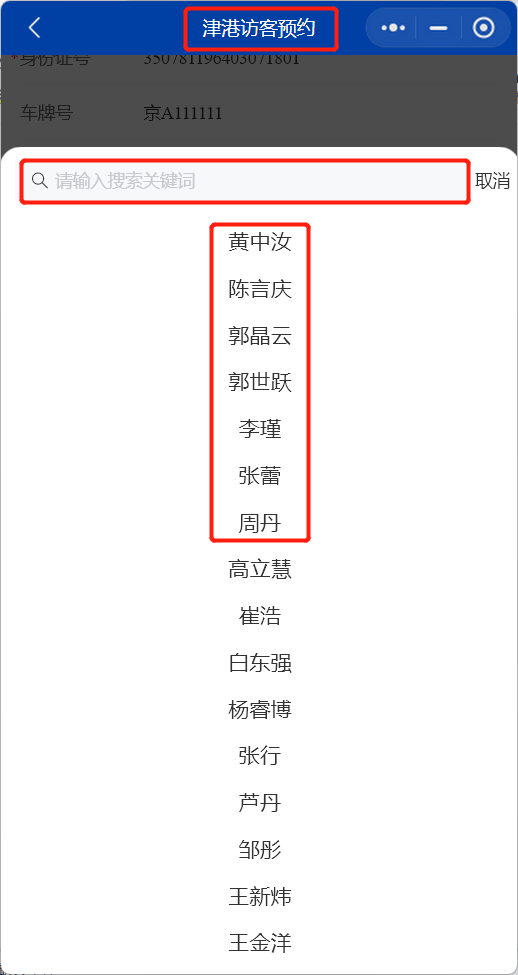 津港访客预约
*身份证号 350781196403071801
车牌号 京A111111
请输入搜索关键词 取消
黄中汝
陈言庆
郭晶云
郭世跃
李瑾
张蕾
周丹
高立慧
崔浩
白东强
杨睿博
张行
芦丹
邹彤
王新炜
王金洋